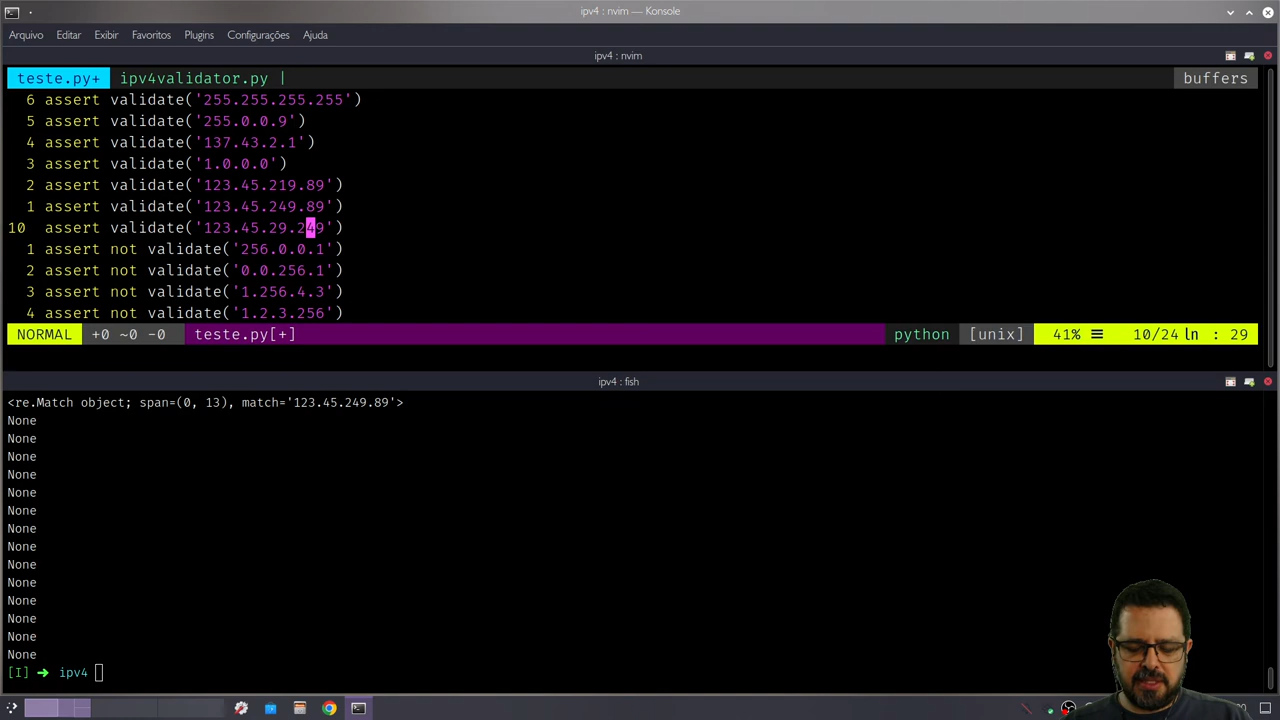 ipv4 : nvim — Konsole
Arquivo Editar Exibir Favoritos Plugins Configurações Ajuda
ipv4 : nvim
teste.py+ ipv4validator.py | buffers
6 assert validate('255.255.255.255')
5 assert validate('255.0.0.9')
4 assert validate('137.43.2.1')
3 assert validate('1.0.0.0')
2 assert validate('123.45.219.89')
1 assert validate('123.45.249.89')
10 assert validate('123.45.29.249')
1 assert not validate('256.0.0.1')
2 assert not validate('0.0.256.1')
3 assert not validate('1.256.4.3')
4 assert not validate('1.2.3.256')
NORMAL +0 ~0 -0 teste.py[+] python [unix] 41% ☰ 10/24 ln : 29
ipv4 : fish
<re.Match object; span=(0, 13), match='123.45.249.89'>
None
None
None
None
None
None
None
None
None
None
None
None
None
None
[I] ➜ ipv4